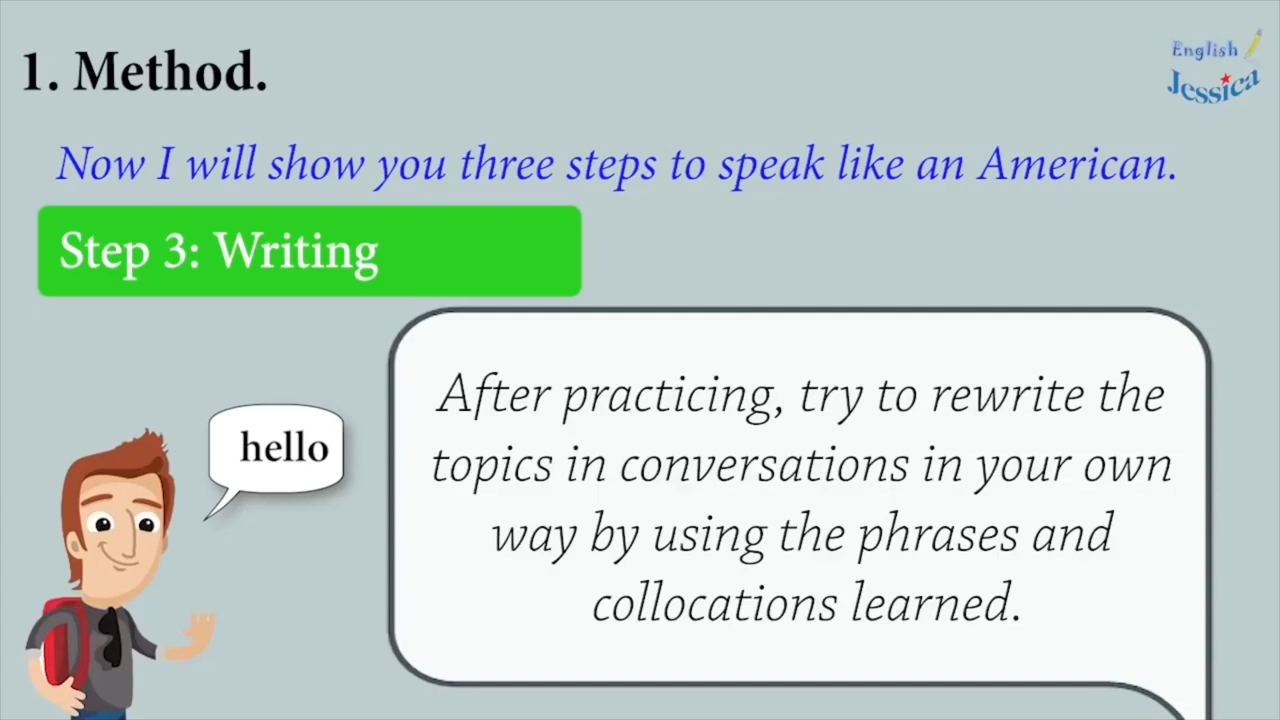 1. Method.
English
Jessica
Now I will show you three steps to speak like an American.
Step 3: Writing
hello
After practicing, try to rewrite the
topics in conversations in your own
way by using the phrases and
collocations learned.